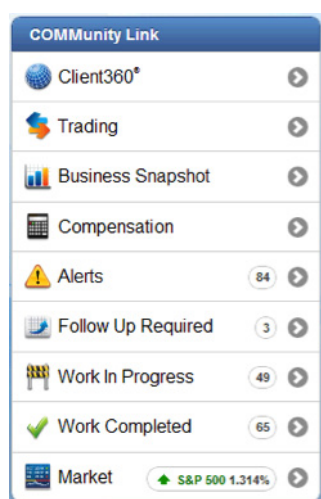 COMMunity Link
Client360®
Trading
Business Snapshot
Compensation
Alerts 84
Follow Up Required 3
Work In Progress 49
Work Completed 65
Market S&P 500 1.314%